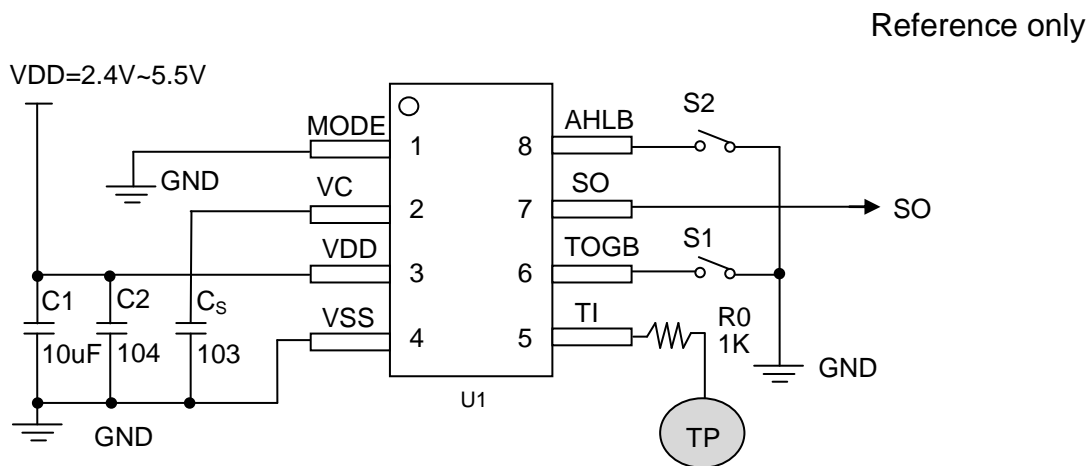 Reference only
VDD=2.4V~5.5V
MODE
1
GND
VC
2
VDD
3
VSS
4
C1
10uF
C2
104
CS
103
GND
U1
AHLB
8
S2
SO
7
SO
TOGB
6
S1
TI
5
R0
1K
GND
TP